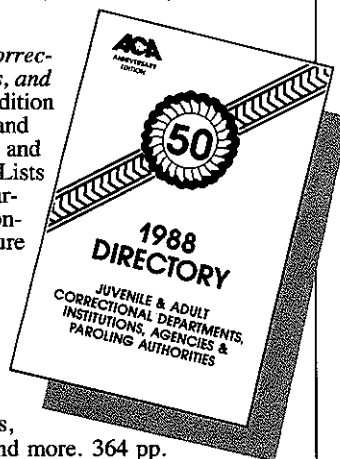 orrec-
s, and
dition
and
and
Lists
ar-
on-
ure
s,
nd more. 364 pp.
ACA
ANNIVERSARY
EDITION
50
1988
DIRECTORY
JUVENILE & ADULT
CORRECTIONAL DEPARTMENTS,
INSTITUTIONS, AGENCIES &
PAROLING AUTHORITIES